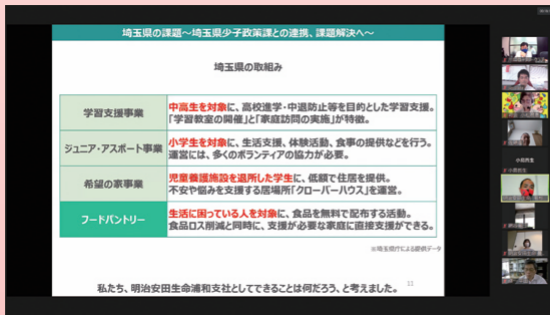 埼玉県の課題～埼玉県少子政策課との連携、課題解決へ～
埼玉県の取組み
学習支援事業
中高生を対象に、高校進学・中退防止等を目的とした学習支援。
「学習教室の開催」と「家庭訪問の実施」が特徴。
ジュニア・アスポート事業
小学生を対象に、生活支援、体験活動、食事の提供などを行う。
運営には、多くのボランティアの協力が必要。
希望の家事業
児童養護施設を退所した学生に、低額で住居を提供。
不安や悩みを支援する居場所「クローバーハウス」を運営。
フードパントリー
生活に困っている人を対象に、食品を無料で配布する活動。
食品ロス削減と同時に、支援が必要な家庭に直接支援ができる。
※埼玉県庁による提供データ
私たち、明治安田生命浦和支社としてできることは何だろう、と考えました。
11